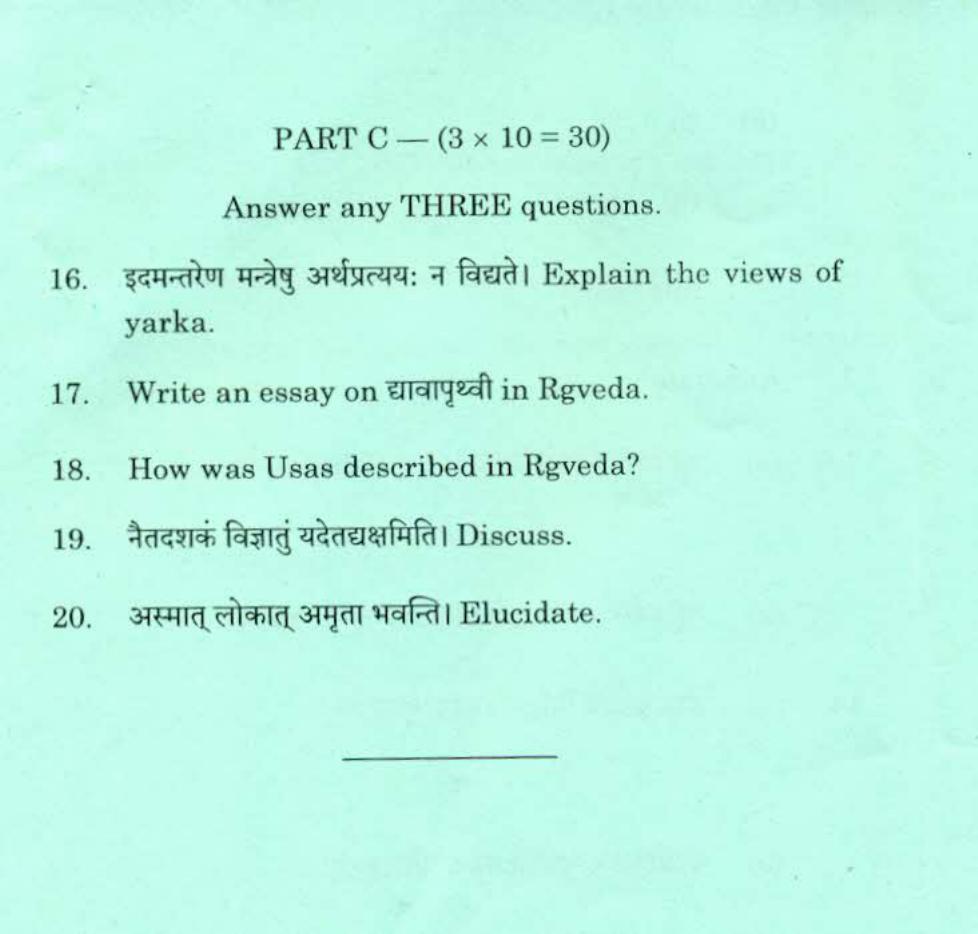 PART C — (3 × 10 = 30)
Answer any THREE questions.
16. इदमन्तरेण मन्त्रेषु अर्थप्रत्ययः न विद्यते। Explain the views of
yarka.
17. Write an essay on द्यावापृथ्वी in Rgveda.
18. How was Usas described in Rgveda?
19. नैतदशकं विज्ञातुं यदेतद्यक्षमिति। Discuss.
20. अस्मात् लोकात् अमृता भवन्ति। Elucidate.